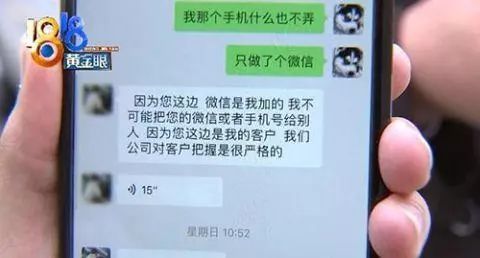 1818
黄金眼
我那个手机什么也不弄
只做了个微信
因为您这边 微信是我加的 我不
可能把您的微信或者手机号给别
人 因为您这边是我的客户 我们
公司对客户把握是很严格的
15"
星期日 10:52